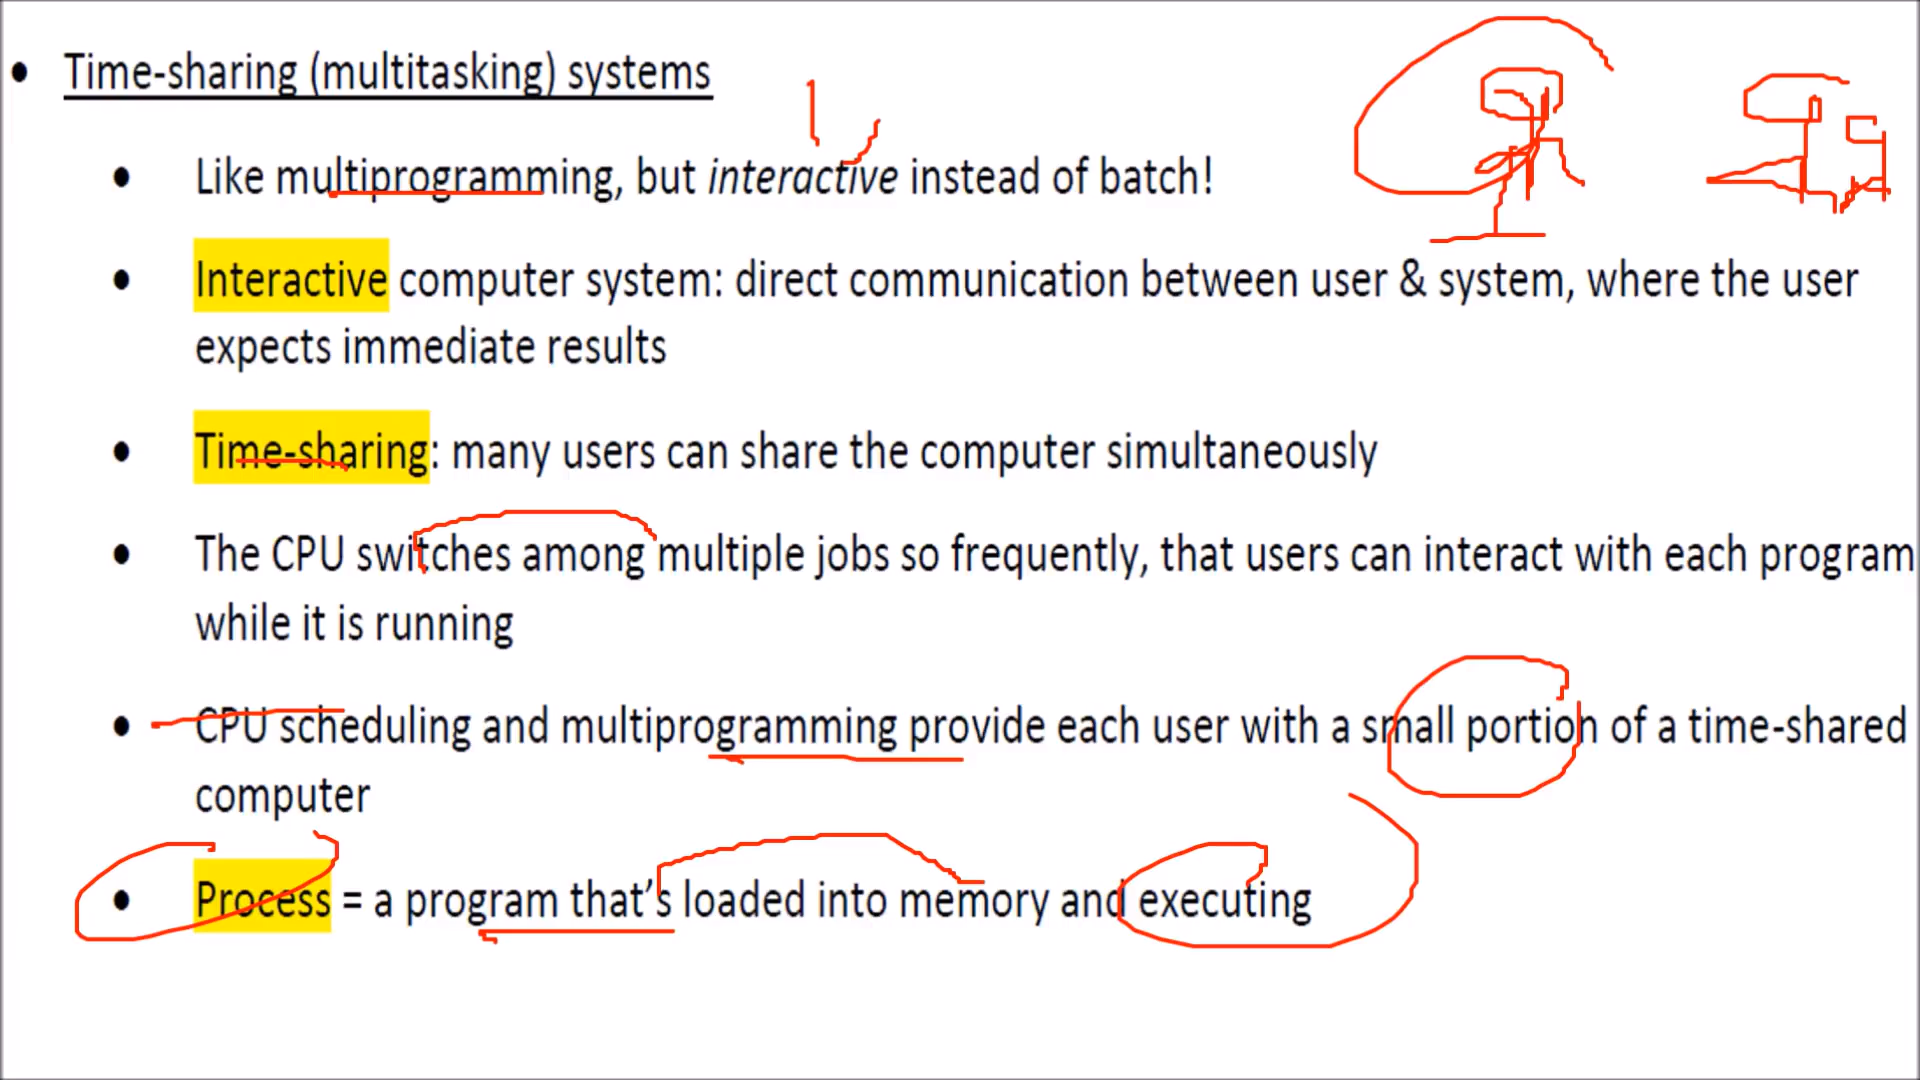 • Time-sharing (multitasking) systems
• Like multiprogramming, but interactive instead of batch!
• Interactive computer system: direct communication between user & system, where the user
expects immediate results
• Time-sharing: many users can share the computer simultaneously
• The CPU switches among multiple jobs so frequently, that users can interact with each program
while it is running
• CPU scheduling and multiprogramming provide each user with a small portion of a time-shared
computer
• Process = a program that's loaded into memory and executing